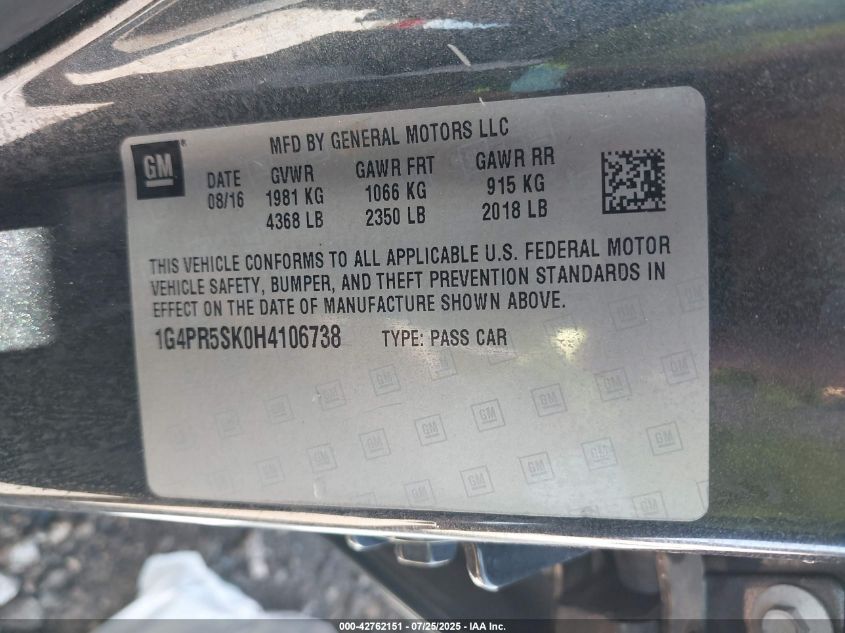 MFD BY GENERAL MOTORS LLC
GM
DATE
08/16
GVWR
1981 KG
4368 LB
GAWR FRT
1066 KG
2350 LB
GAWR RR
915 KG
2018 LB
THIS VEHICLE CONFORMS TO ALL APPLICABLE U.S. FEDERAL MOTOR
VEHICLE SAFETY, BUMPER, AND THEFT PREVENTION STANDARDS IN
EFFECT ON THE DATE OF MANUFACTURE SHOWN ABOVE.
1G4PR5SK0H4106738 TYPE: PASS CAR
000-42762151 - 07/25/2025 - IAA Inc.